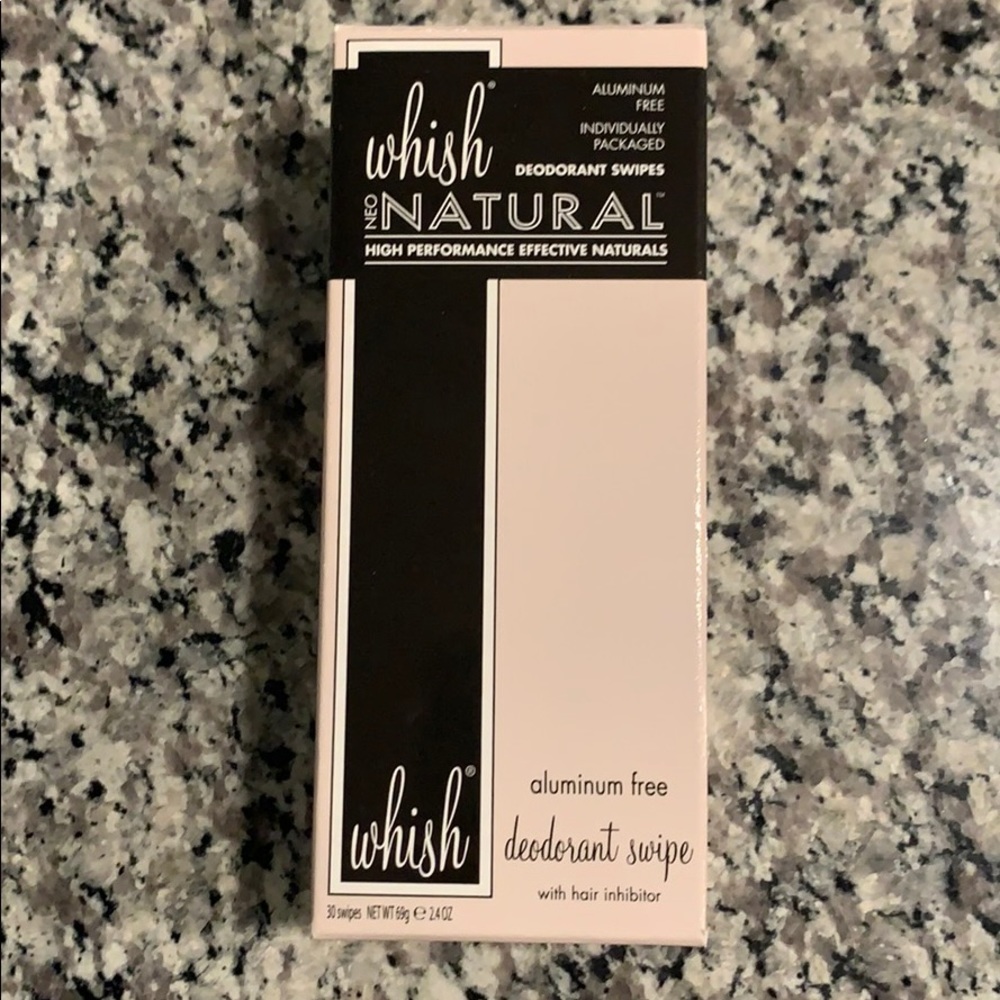 whish®
ALUMINUM
FREE
INDIVIDUALLY
PACKAGED
DEODORANT SWIPES
NEO NATURAL™
HIGH PERFORMANCE EFFECTIVE NATURALS
whish®
aluminum free
deodorant swipe
with hair inhibitor
30 swipes NET WT 69g ℮ 2.4 OZ